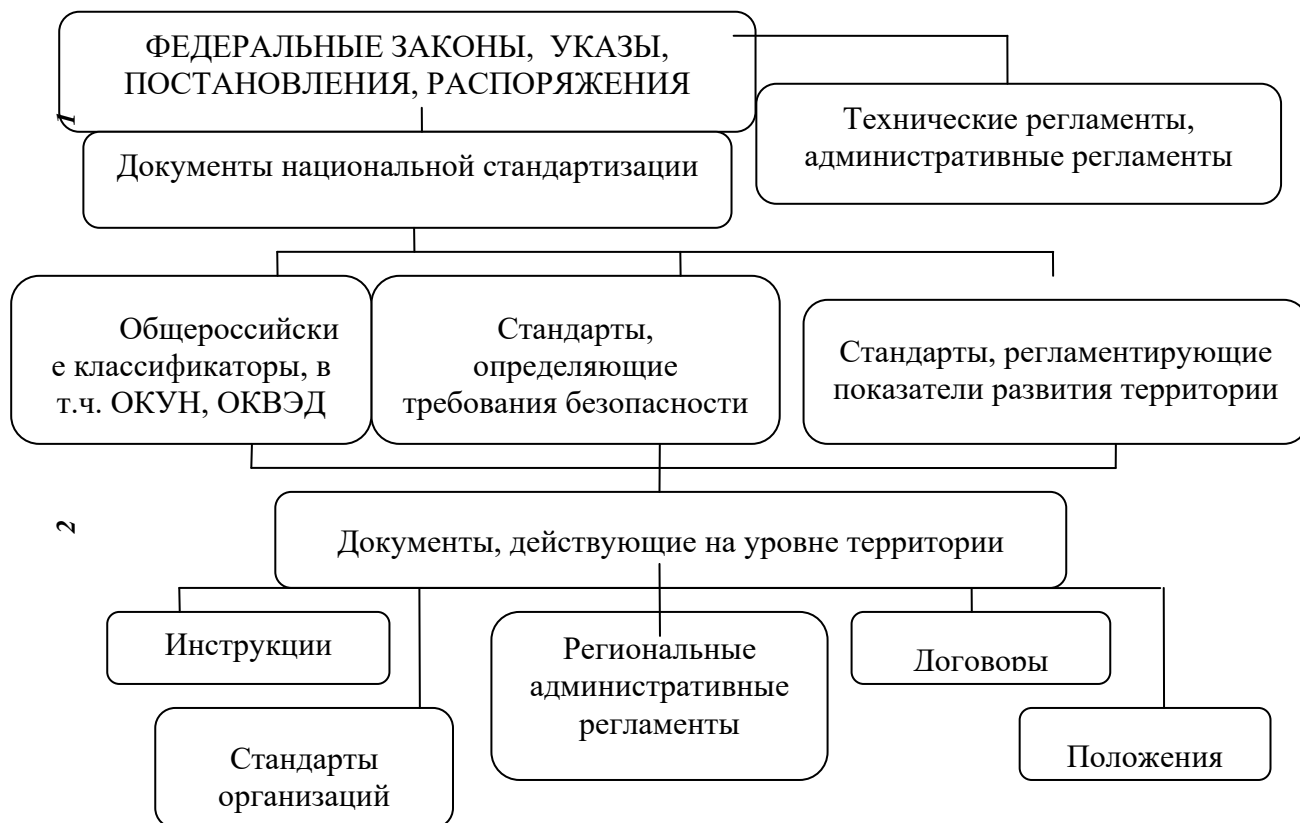 ФЕДЕРАЛЬНЫЕ ЗАКОНЫ, УКАЗЫ,
ПОСТАНОВЛЕНИЯ, РАСПОРЯЖЕНИЯ
1
Технические регламенты,
административные регламенты
Документы национальной стандартизации
Общероссийски
е классификаторы, в
т.ч. ОКУН, ОКВЭД
Стандарты,
определяющие
требования безопасности
Стандарты, регламентирующие
показатели развития территории
2
Документы, действующие на уровне территории
Инструкции
Региональные
административные
регламенты
Договоры
Стандарты
организаций
Положения